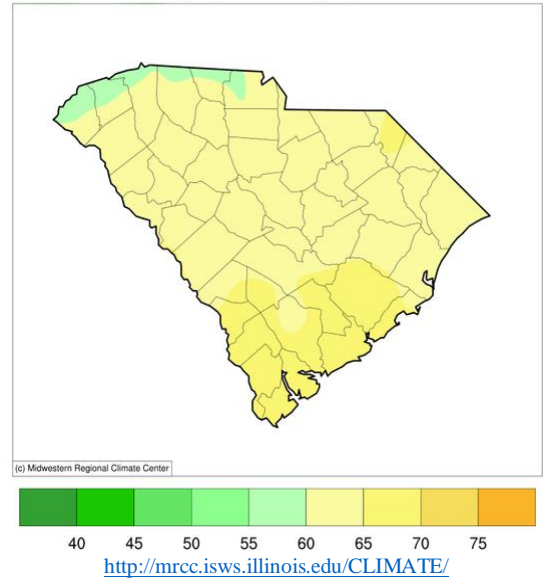 (c) Midwestern Regional Climate Center
40 45 50 55 60 65 70 75
http://mrcc.isws.illinois.edu/CLIMATE/